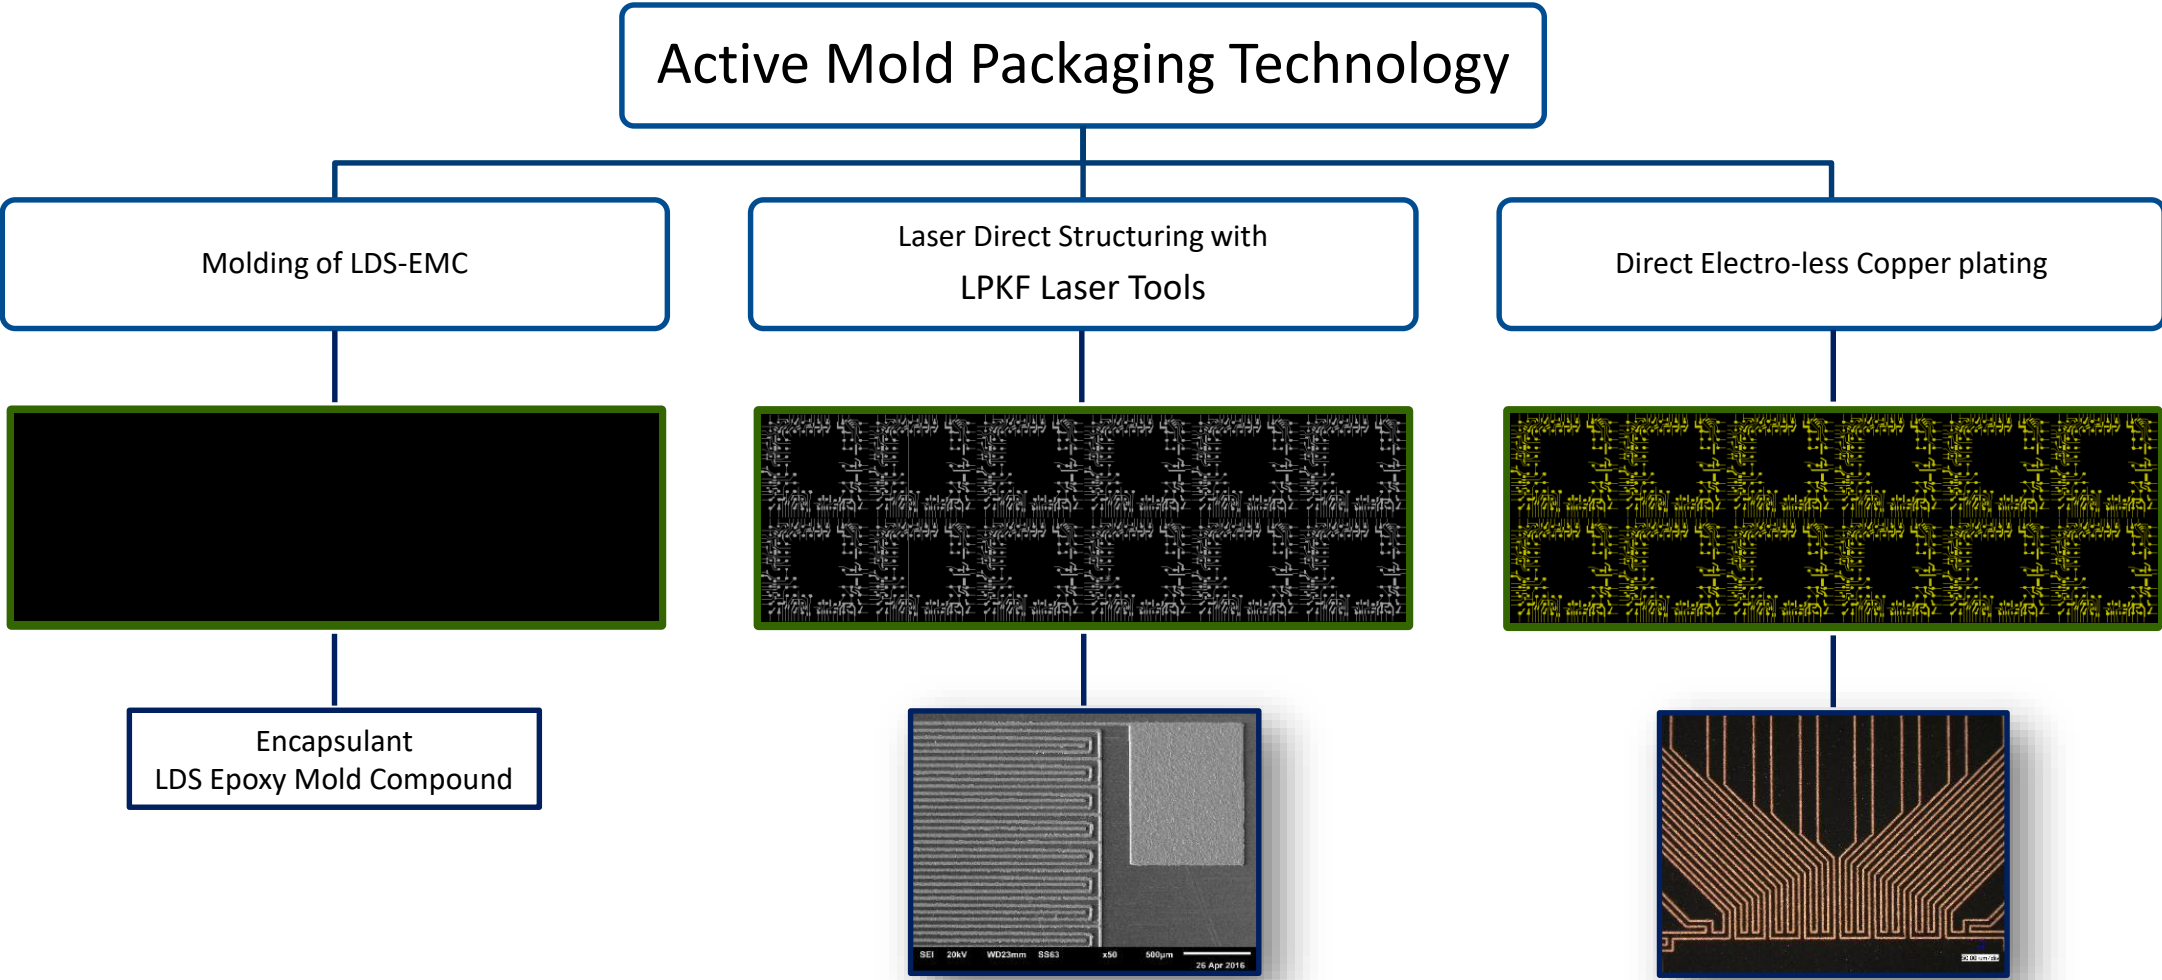 Active Mold Packaging Technology
Molding of LDS-EMC
Laser Direct Structuring with
LPKF Laser Tools
Direct Electro-less Copper plating
Encapsulant
LDS Epoxy Mold Compound
SEI 20kV WD23mm SS63 x50 500µm
26 Apr 2016